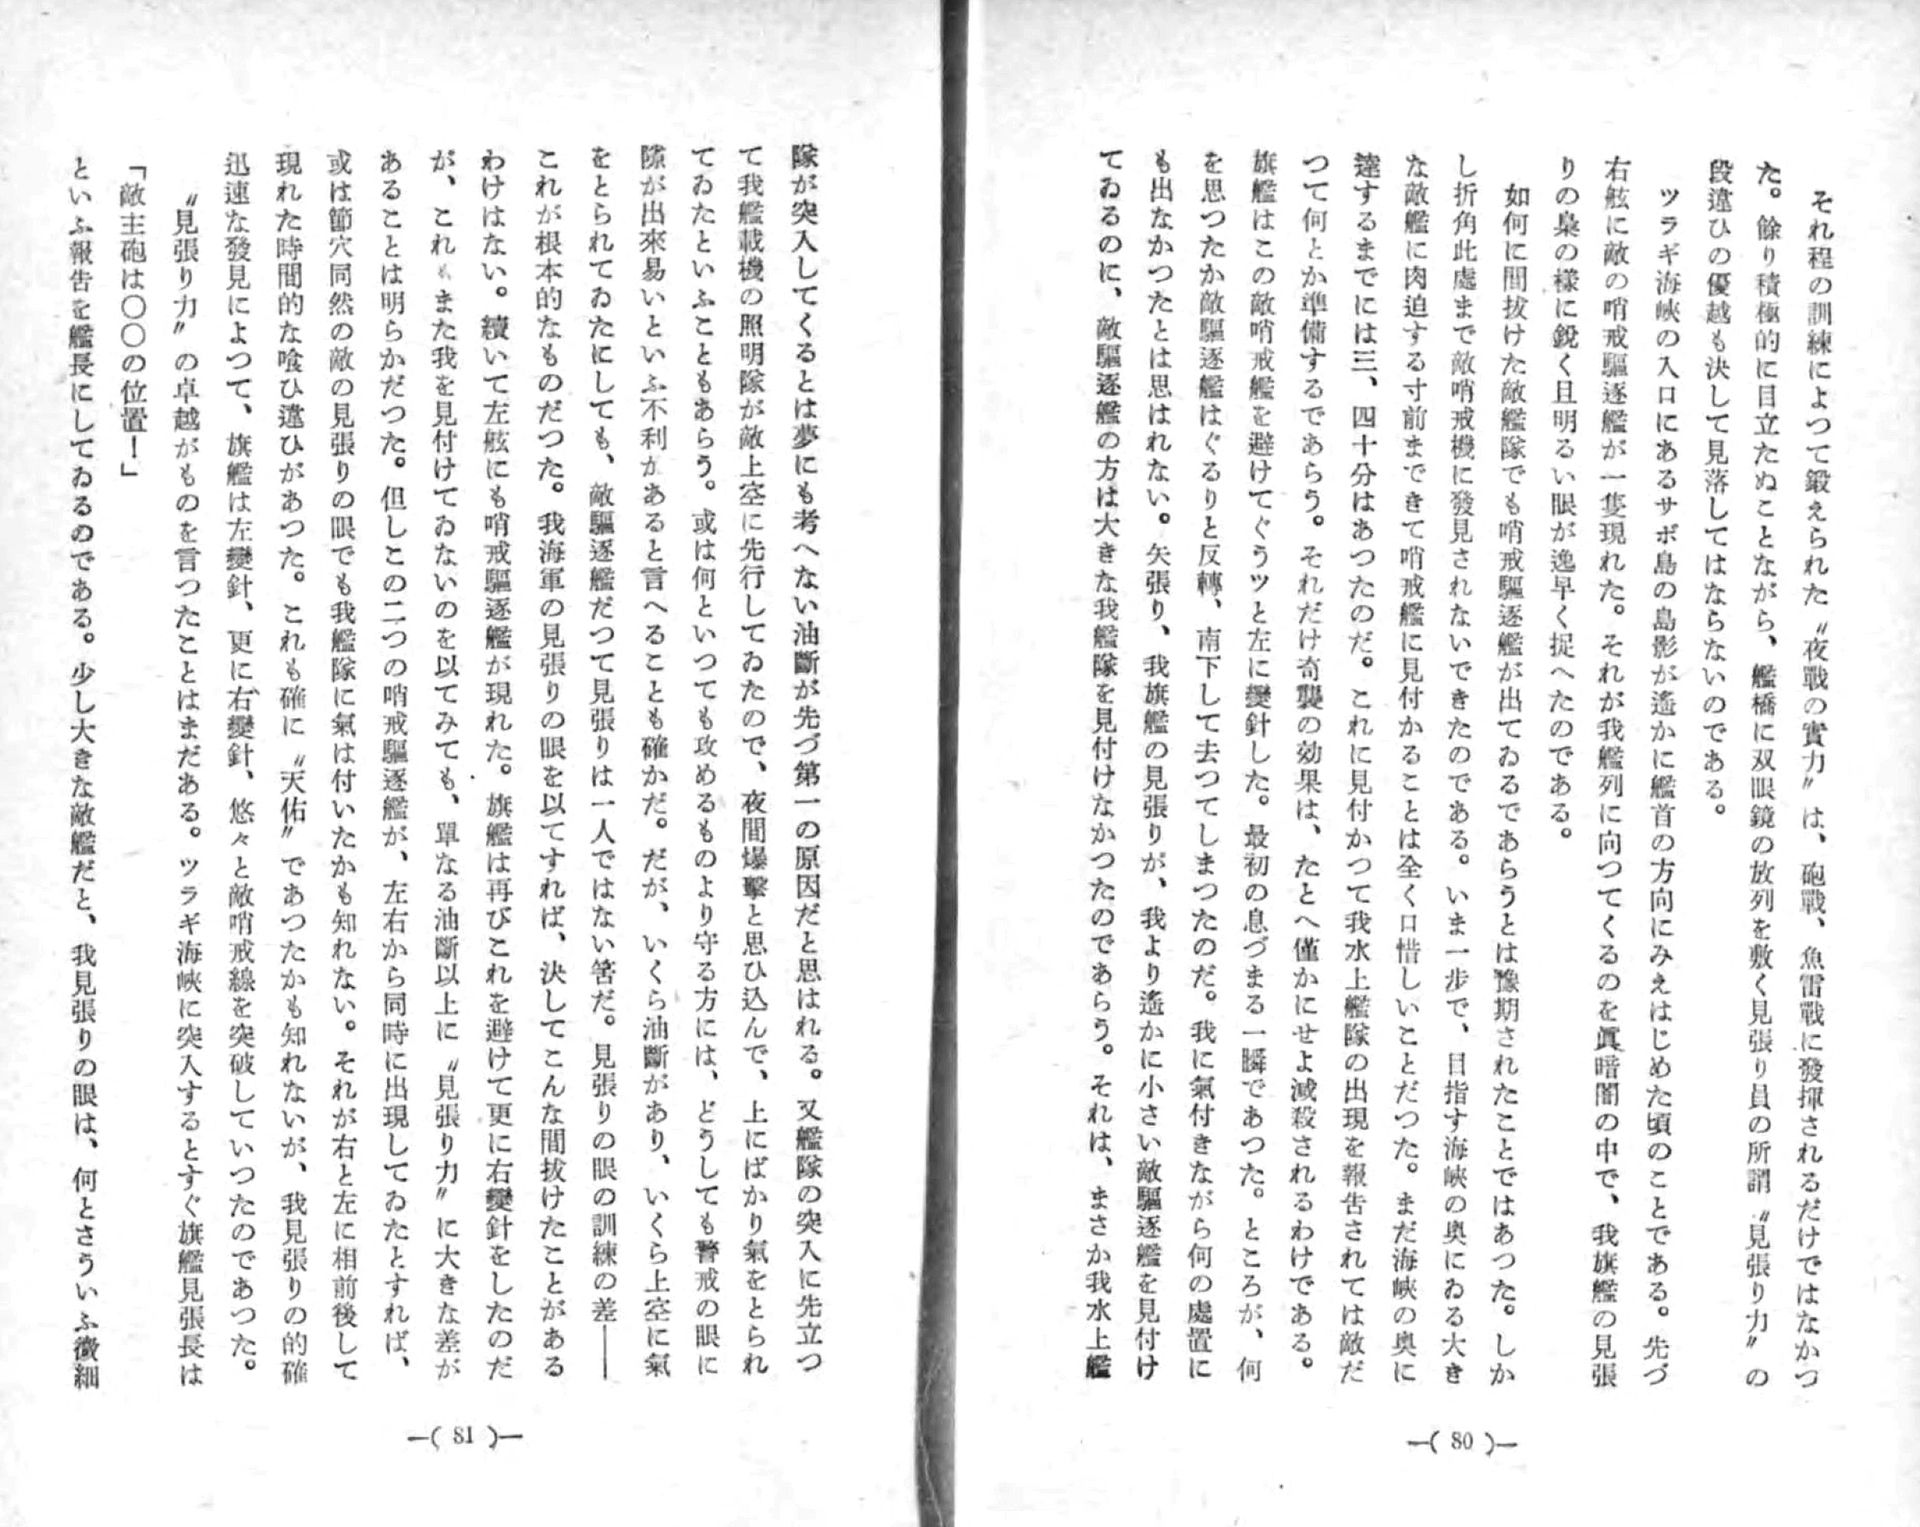 それ程の訓練によつて鍛えられた〝夜戰の實力〟は、砲戰、魚雷戰に發揮されるだけではなかつ
た。餘り積極的に目立たぬことながら、艦橋に双眼鏡の放列を敷く見張り員の所謂〝見張り力〟の
段違ひの優越も決して見落してはならないのである。
ツラギ海峡の入口にあるサボ島の島影が遙かに艦首の方向にみえはじめた頃のことである。先づ
右舷に敵の哨戒驅逐艦が一隻現れた。それが我艦列に向つてくるのを眞暗闇の中で、我旗艦の見張
りの梟の樣に鋭く且明るい眼が逸早く捉へたのである。
如何に間拔けた敵艦隊でも哨戒驅逐艦が出てゐるであらうとは豫期されたことではあつた。しか
し折角此處まで敵哨戒機に發見されないできたのである。いま一步で、目指す海峡の奥にゐる大き
な敵艦に肉迫する寸前まできて哨戒艦に見付かることは全く口惜しいことだつた。まだ海峡の奥に
達するまでには三、四十分はあつたのだ。これに見付かつて我水上艦隊の出現を報告されては敵だ
つて何とか準備するであらう。それだけ奇襲の効果は、たとへ僅かにせよ減殺されるわけである。
旗艦はこの敵哨戒艦を避けてぐうツと左に變針した。最初の息づまる一瞬であつた。ところが、何
を思つたか敵驅逐艦はぐるりと反轉、南下して去つてしまつたのだ。我に氣付きながら何の處置に
も出なかつたとは思はれない。矢張り、我旗艦の見張りが、我より遙かに小さい敵驅逐艦を見付け
てゐるのに、敵驅逐艦の方は大きな我艦隊を見付けなかつたのであらう。それは、まさか我水上艦
—( 80 )—
隊が突入してくるとは夢にも考へない油斷が先づ第一の原因だと思はれる。又艦隊の突入に先立つ
て我艦載機の照明隊が敵上空に先行してゐたので、夜間爆擊と思ひ込んで、上にばかり氣をとられ
てゐたといふこともあらう。或は何といつても攻めるものより守る方には、どうしても警戒の眼に
隙が出來易いといふ不利があると言へることも確かだ。だが、いくら油斷があり、いくら上空に氣
をとられてゐたにしても、敵驅逐艦だつて見張りは一人ではない筈だ。見張りの眼の訓練の差——
これが根本的なものだつた。我海軍の見張りの眼を以てすれば、決してこんな間拔けたことがある
わけはない。續いて左舷にも哨戒驅逐艦が現れた。旗艦は再びこれを避けて更に右變針をしたのだ
が、これまた我を見付けてゐないのを以てみても、單なる油斷以上に〝見張り力〟に大きな差が
あることは明らかだつた。但しこの二つの哨戒驅逐艦が、左右から同時に出現してゐたとすれば、
或は節穴同然の敵の見張りの眼でも我艦隊に氣は付いたかも知れない。それが右と左に相前後して
現れた時間的な喰ひ違ひがあつた。これも確に〝天佑〟であつたかも知れないが、我見張りの的確
迅速な發見によつて、旗艦は左變針、更に右變針、悠々と敵哨戒線を突破していつたのであつた。
〝見張り力〟の卓越がものを言つたことはまだある。ツラギ海峡に突入するとすぐ旗艦見張長は
「敵主砲は〇〇の位置！」
といふ報告を艦長にしてゐるのである。少し大きな敵艦だと、我見張りの眼は、何とさういふ微細
—( 81 )—